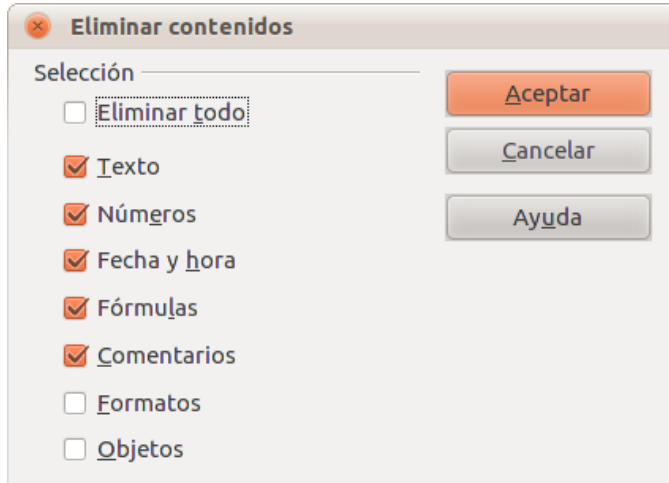 Eliminar contenidos
Selección
Eliminar todo
Texto
Números
Fecha y hora
Fórmulas
Comentarios
Formatos
Objetos
Aceptar
Cancelar
Ayuda